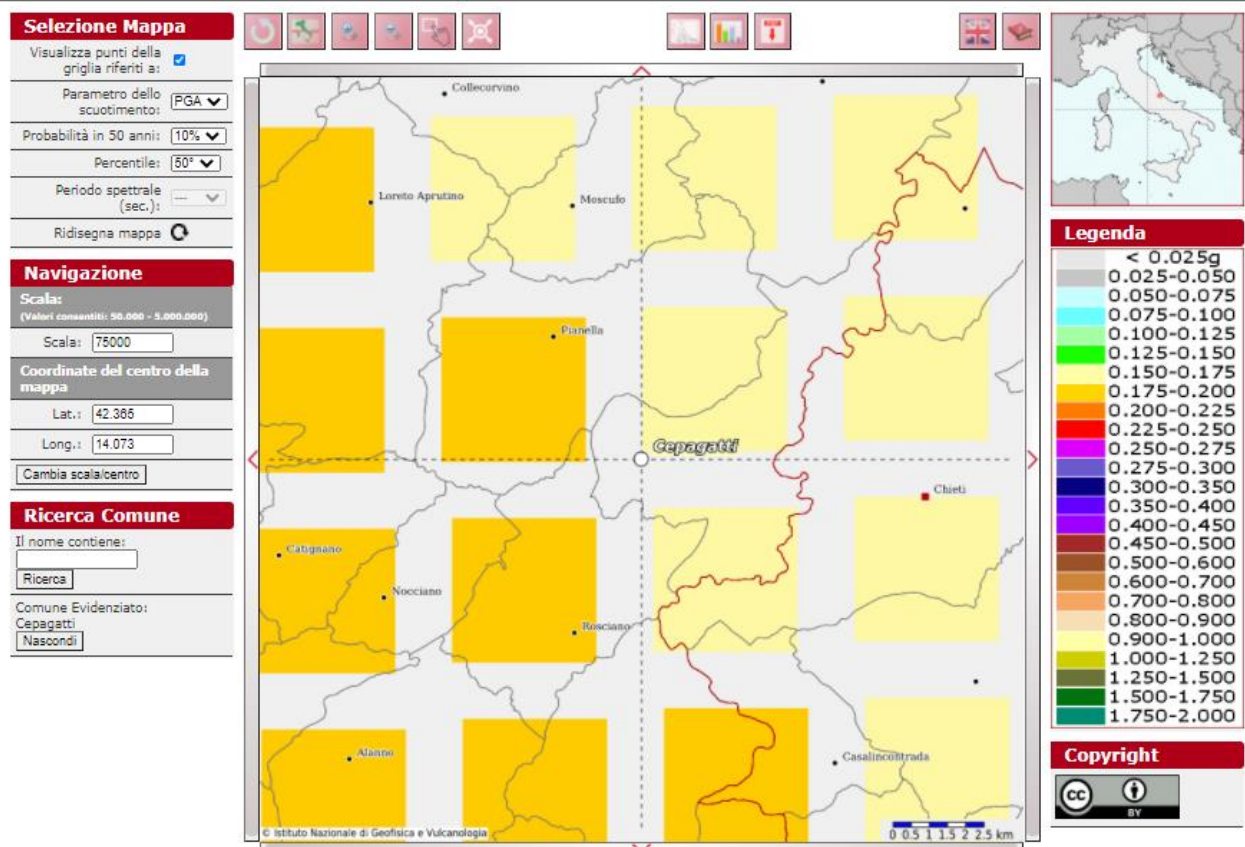 Selezione Mappa
Visualizza punti della
griglia riferiti a:
Parametro dello
scuotimento:
PGA
Probabilità in 50 anni:
10%
Percentile:
50°
Periodo spettrale
(sec.):
---
Ridisegna mappa
Navigazione
Scala:
(Valori consentiti: 50.000 - 5.000.000)
Scala:
75000
Coordinate del centro della
mappa
Lat.:
42.365
Long.:
14.073
Cambia scala/centro
Ricerca Comune
Il nome contiene:
Ricerca
Comune Evidenziato:
Cepagatti
Nascondi
Collecorvino
Loreto Aprutino
Moscufo
Pianella
Cepagatti
Chieti
Catignano
Nocciano
Rosciano
Alanno
Casalincontrada
© Istituto Nazionale di Geofisica e Vulcanologia
0 0.5 1 1.5 2 2.5 km
Legenda
< 0.025g
0.025-0.050
0.050-0.075
0.075-0.100
0.100-0.125
0.125-0.150
0.150-0.175
0.175-0.200
0.200-0.225
0.225-0.250
0.250-0.275
0.275-0.300
0.300-0.350
0.350-0.400
0.400-0.450
0.450-0.500
0.500-0.600
0.600-0.700
0.700-0.800
0.800-0.900
0.900-1.000
1.000-1.250
1.250-1.500
1.500-1.750
1.750-2.000
Copyright
cc
BY